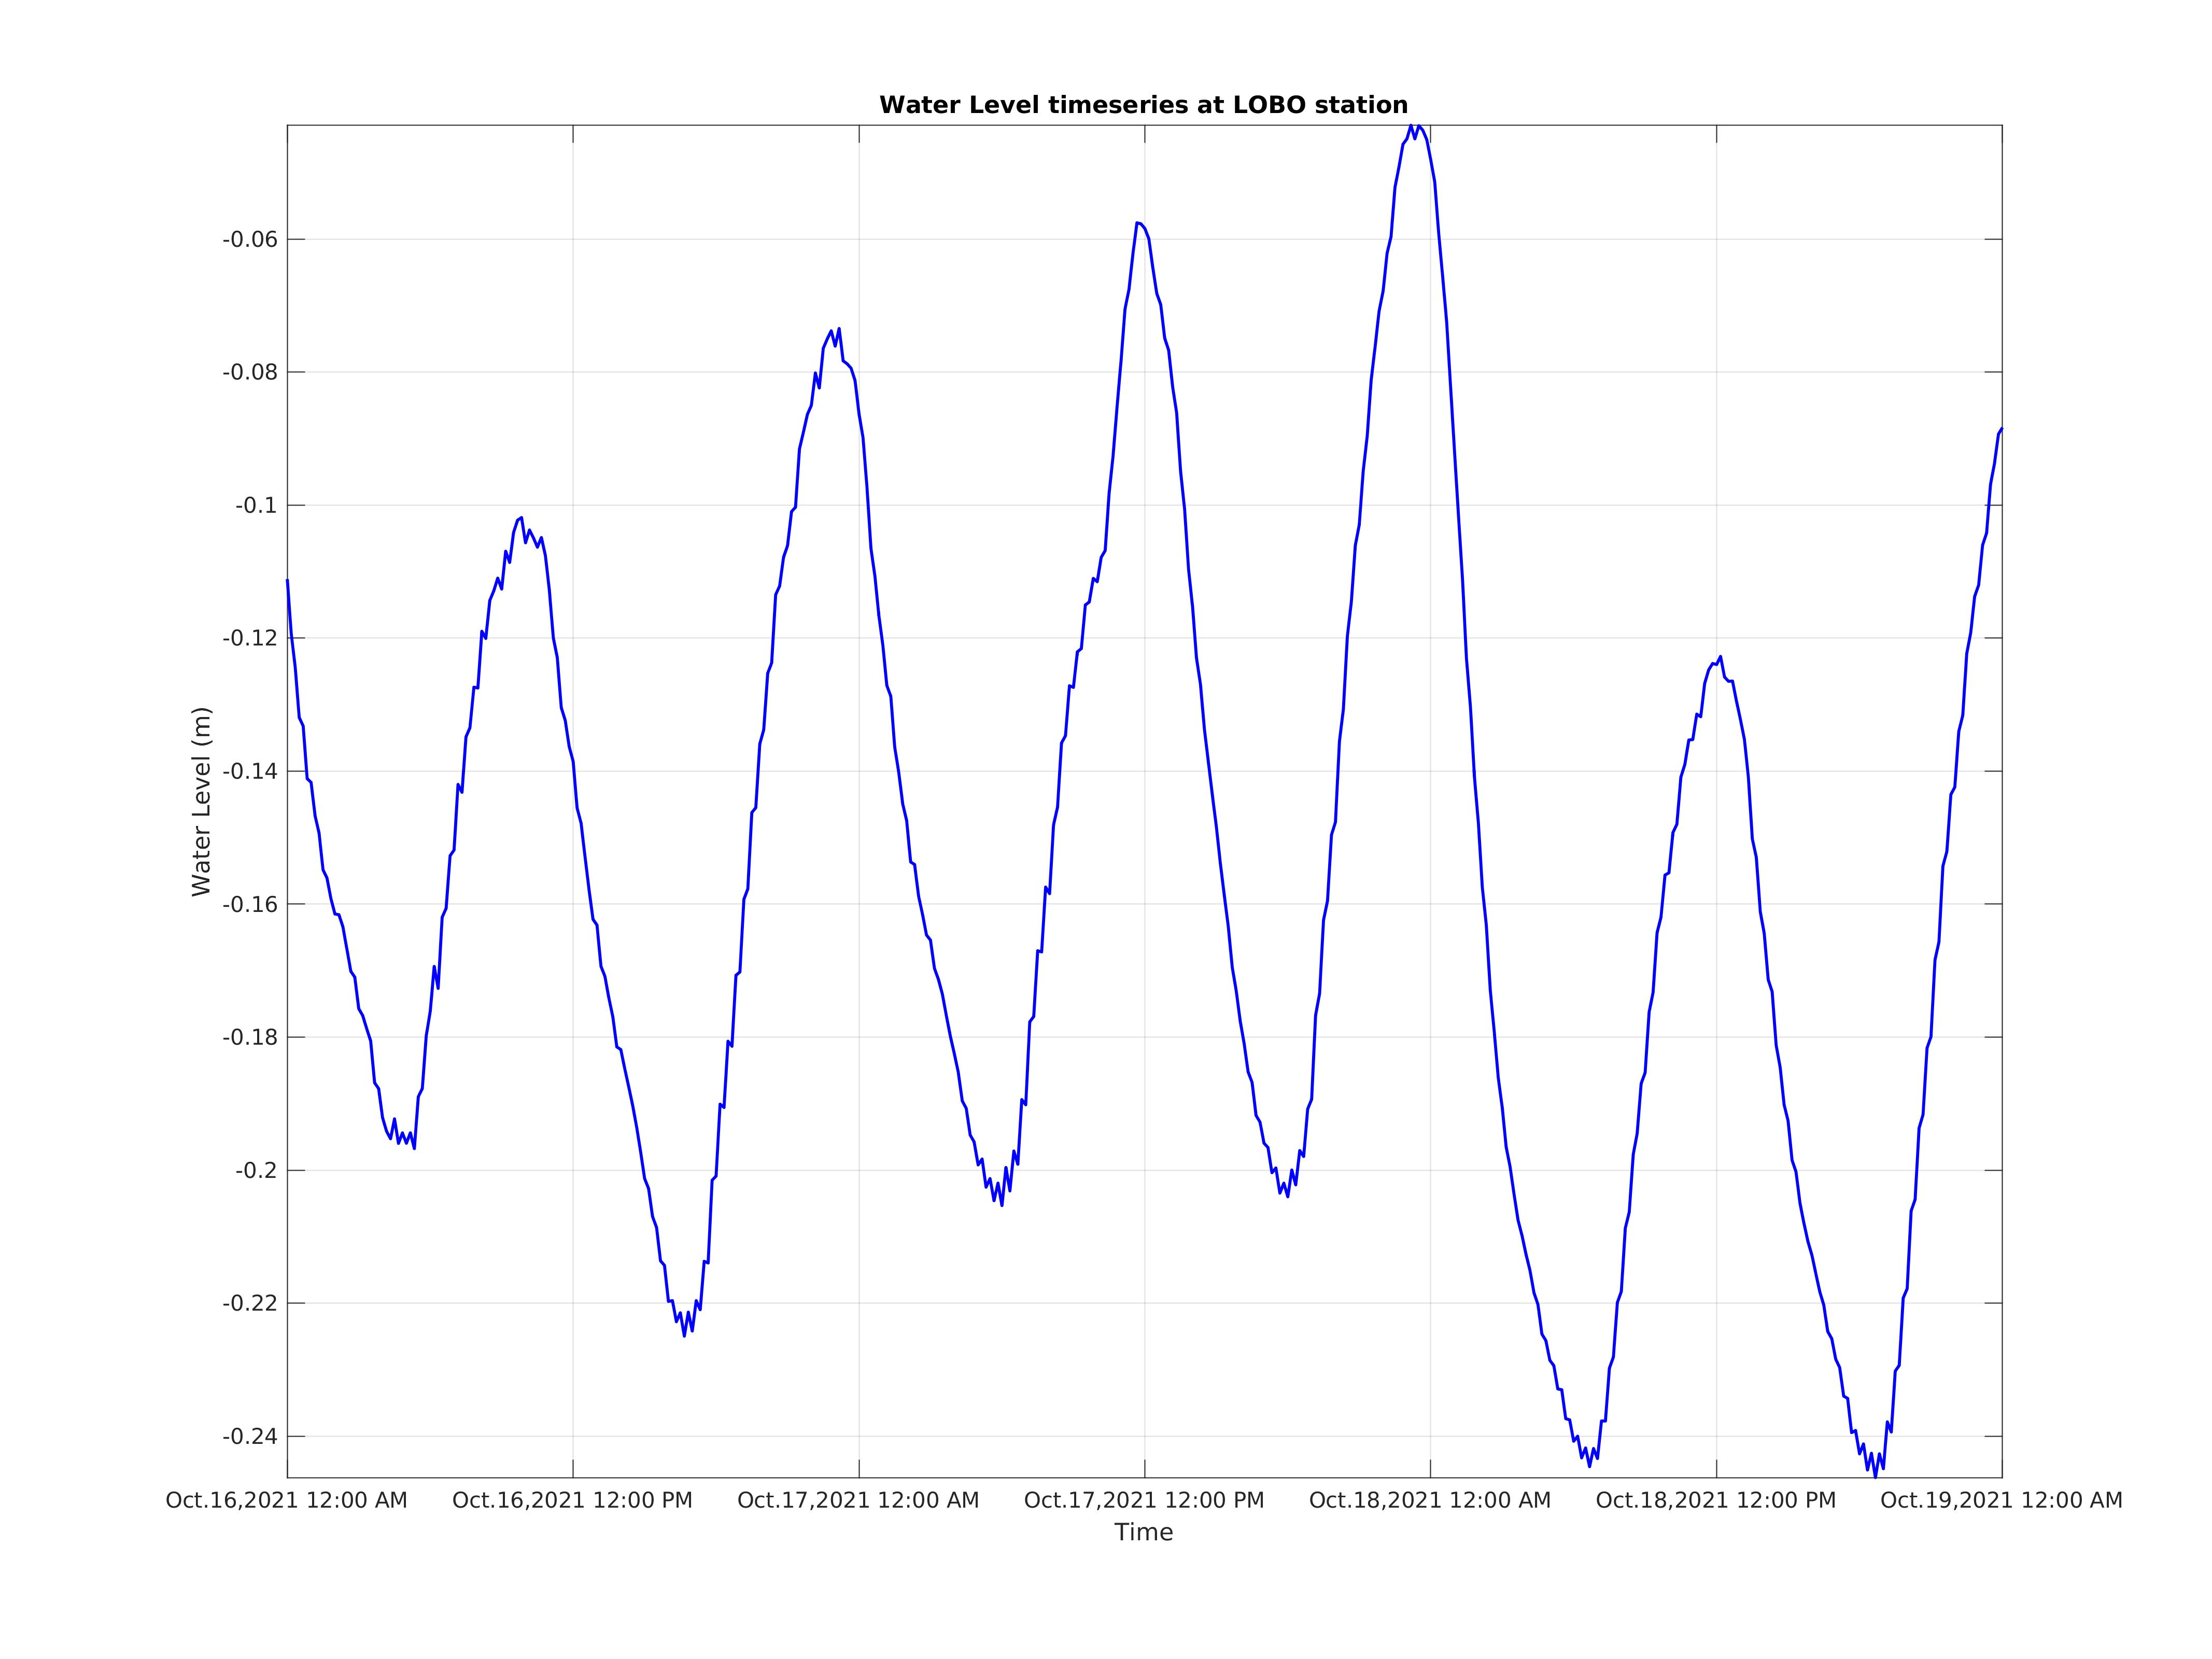 Water Level timeseries at LOBO station
-0.06
-0.08
-0.1
-0.12
-0.14
-0.16
-0.18
-0.2
-0.22
-0.24
Water Level (m)
Oct.16,2021 12:00 AM
Oct.16,2021 12:00 PM
Oct.17,2021 12:00 AM
Oct.17,2021 12:00 PM
Oct.18,2021 12:00 AM
Oct.18,2021 12:00 PM
Oct.19,2021 12:00 AM
Time